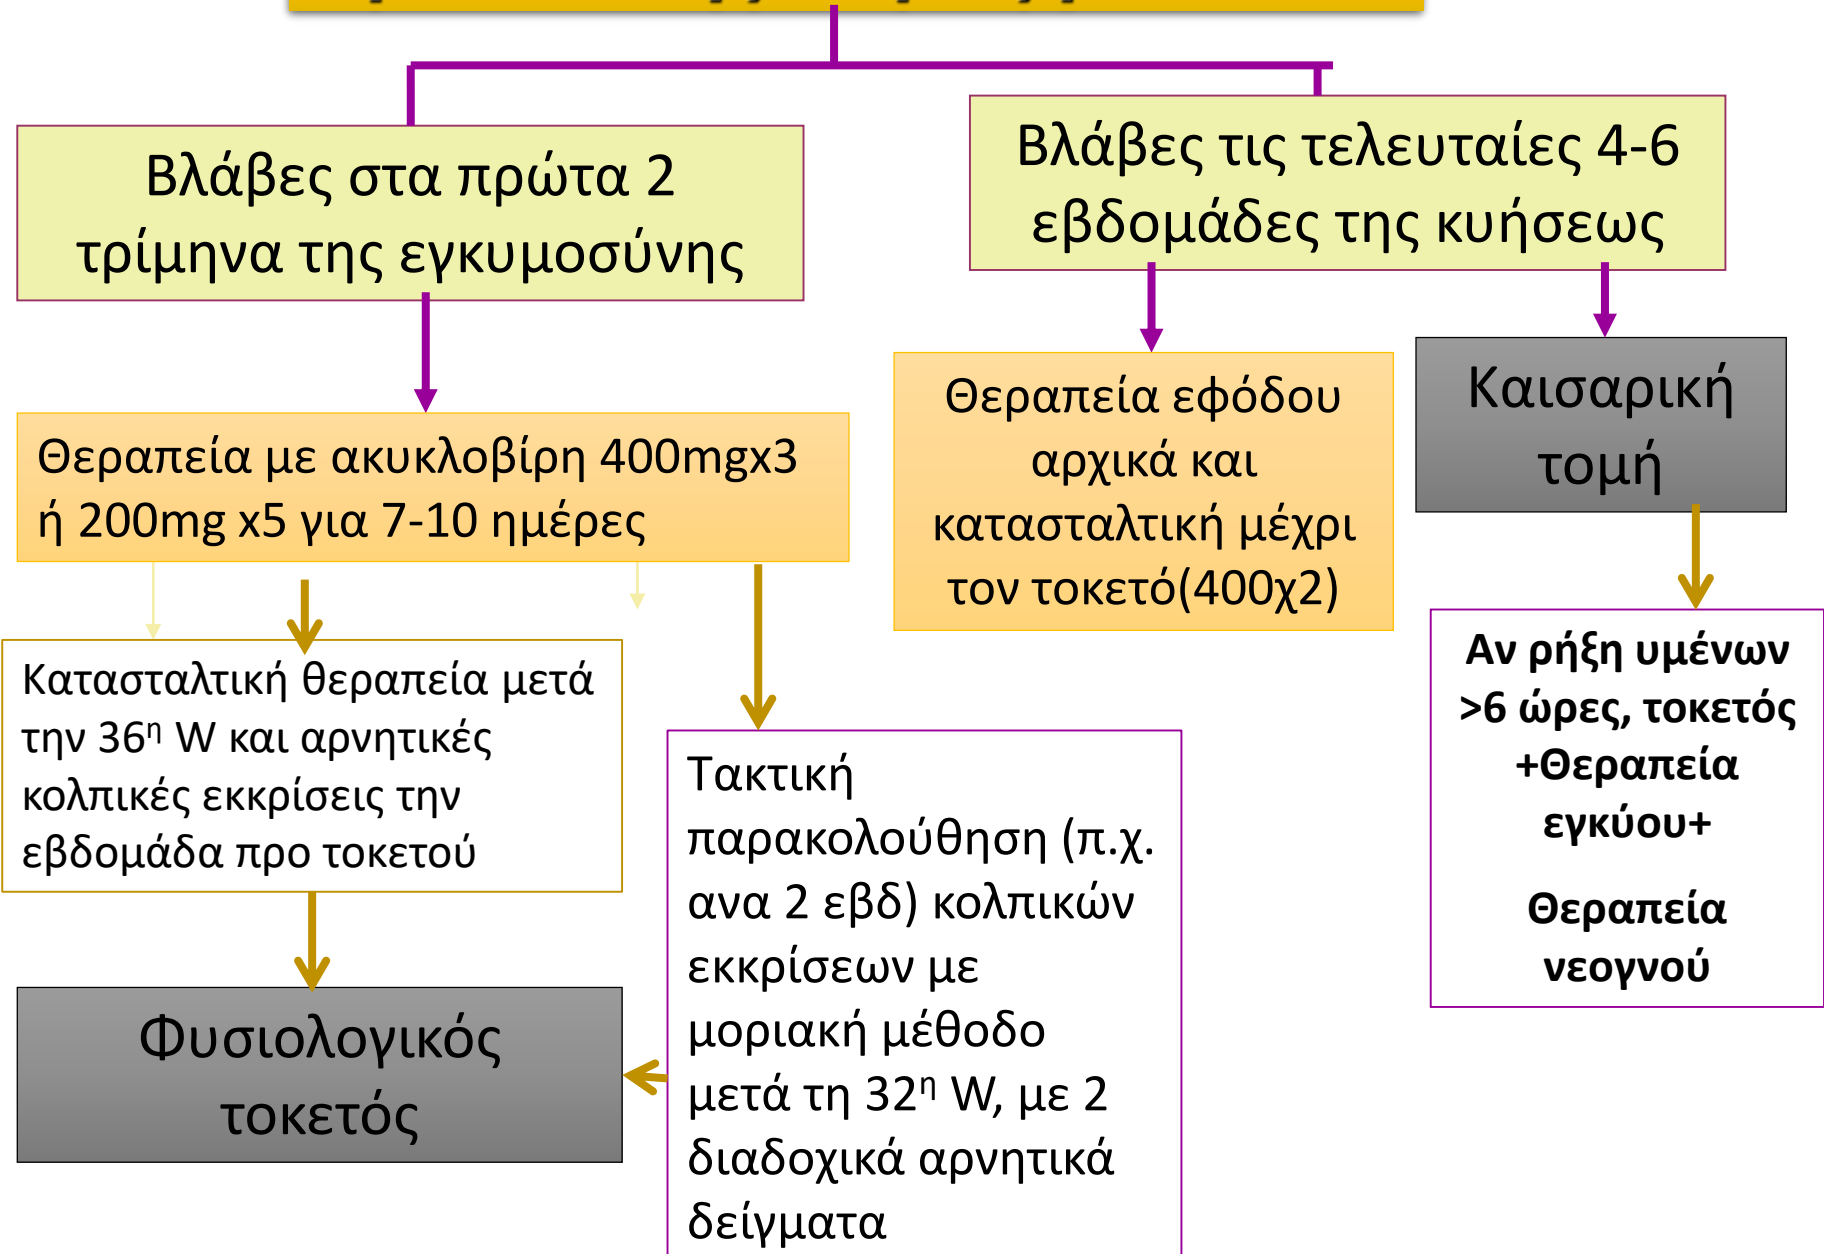 Βλάβες στα πρώτα 2
τρίμηνα της εγκυμοσύνης
Βλάβες τις τελευταίες 4-6
εβδομάδες της κυήσεως
Θεραπεία με ακυκλοβίρη 400mgx3
ή 200mg x5 για 7-10 ημέρες
Θεραπεία εφόδου
αρχικά και
κατασταλτική μέχρι
τον τοκετό(400χ2)
Καισαρική
τομή
Κατασταλτική θεραπεία μετά
την 36η W και αρνητικές
κολπικές εκκρίσεις την
εβδομάδα προ τοκετού
Τακτική
παρακολούθηση (π.χ.
ανα 2 εβδ) κολπικών
εκκρίσεων με
μοριακή μέθοδο
μετά τη 32η W, με 2
διαδοχικά αρνητικά
δείγματα
Αν ρήξη υμένων
>6 ώρες, τοκετός
+Θεραπεία
εγκύου+
Θεραπεία
νεογνού
Φυσιολογικός
τοκετός